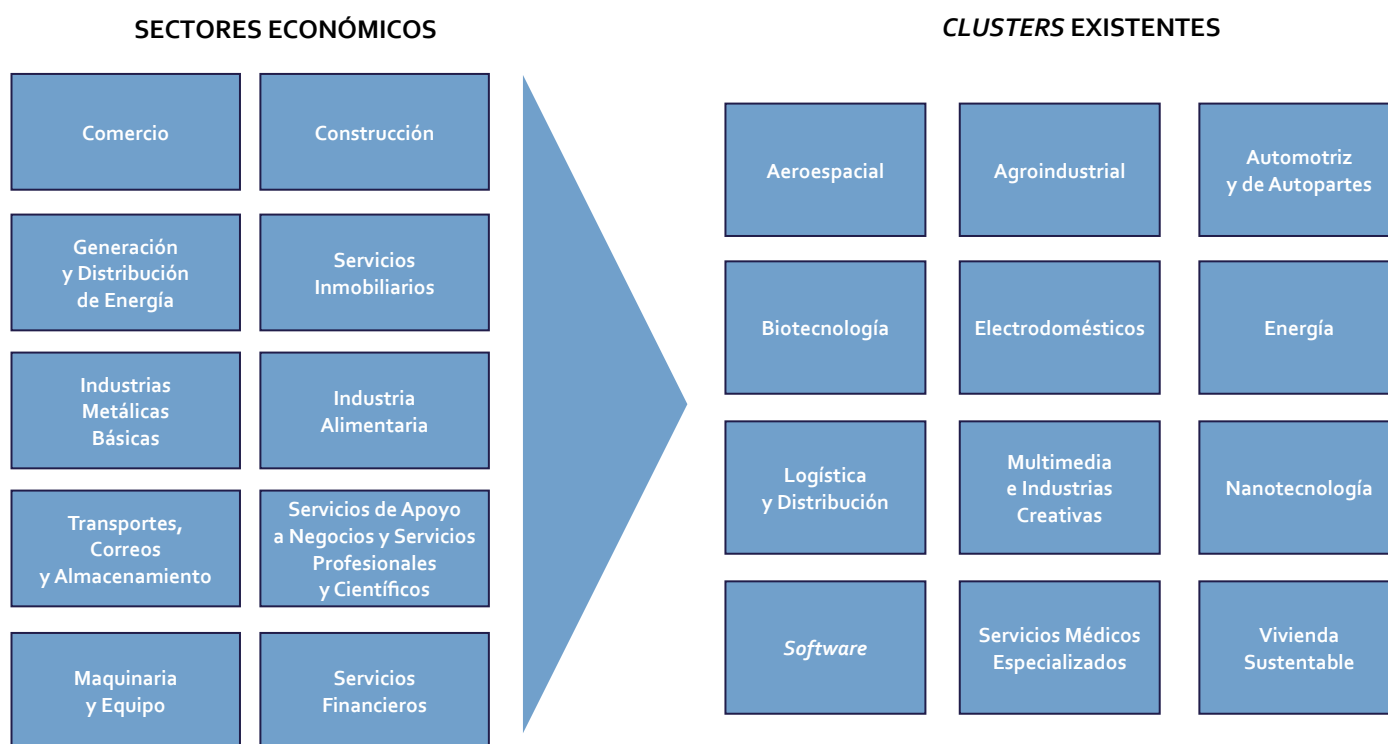 SECTORES ECONÓMICOS
Comercio
Construcción
Generación
y Distribución
de Energía
Servicios
Inmobiliarios
Industrias
Metálicas
Básicas
Industria
Alimentaria
Transportes,
Correos
y Almacenamiento
Servicios de Apoyo
a Negocios y Servicios
Profesionales
y Científicos
Maquinaria
y Equipo
Servicios
Financieros
CLUSTERS EXISTENTES
Aeroespacial
Agroindustrial
Automotriz
y de Autopartes
Biotecnología
Electrodomésticos
Energía
Logística
y Distribución
Multimedia
e Industrias
Creativas
Nanotecnología
Software
Servicios Médicos
Especializados
Vivienda
Sustentable